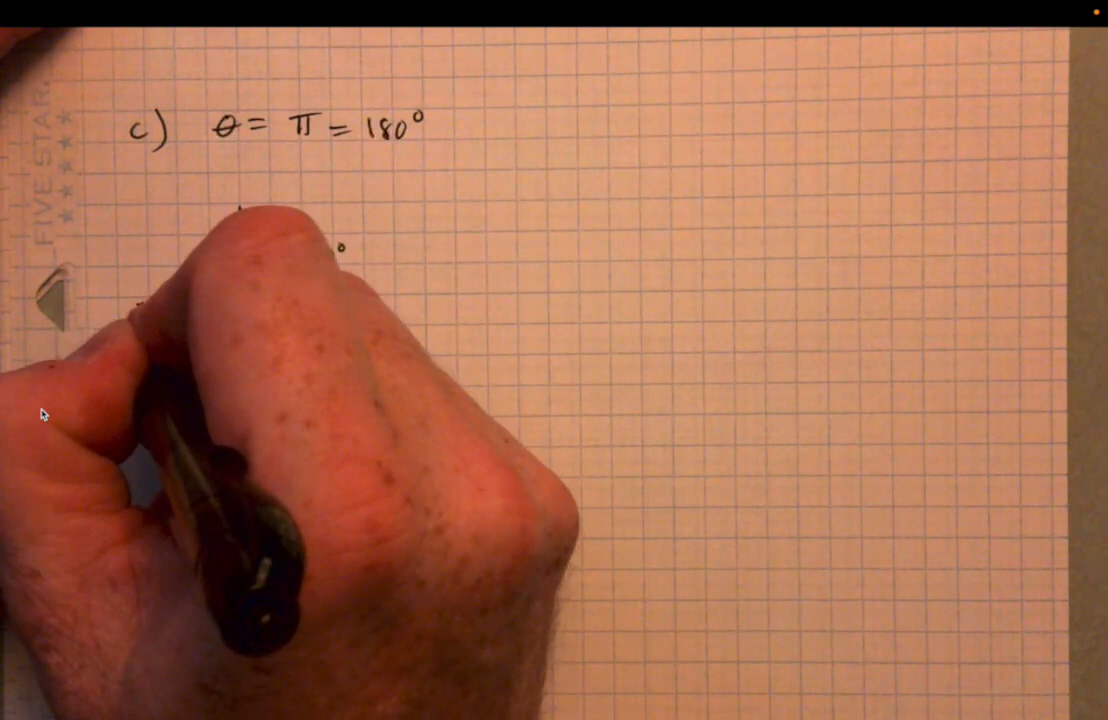 c) θ = π = 180°
FIVE STAR.